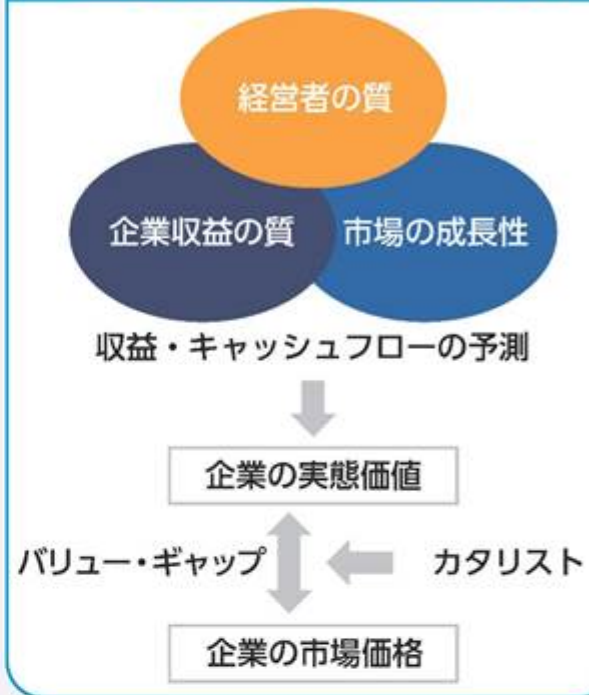 経営者の質
企業収益の質
市場の成長性
収益・キャッシュフローの予測
企業の実態価値
バリュー・ギャップ
カタリスト
企業の市場価格